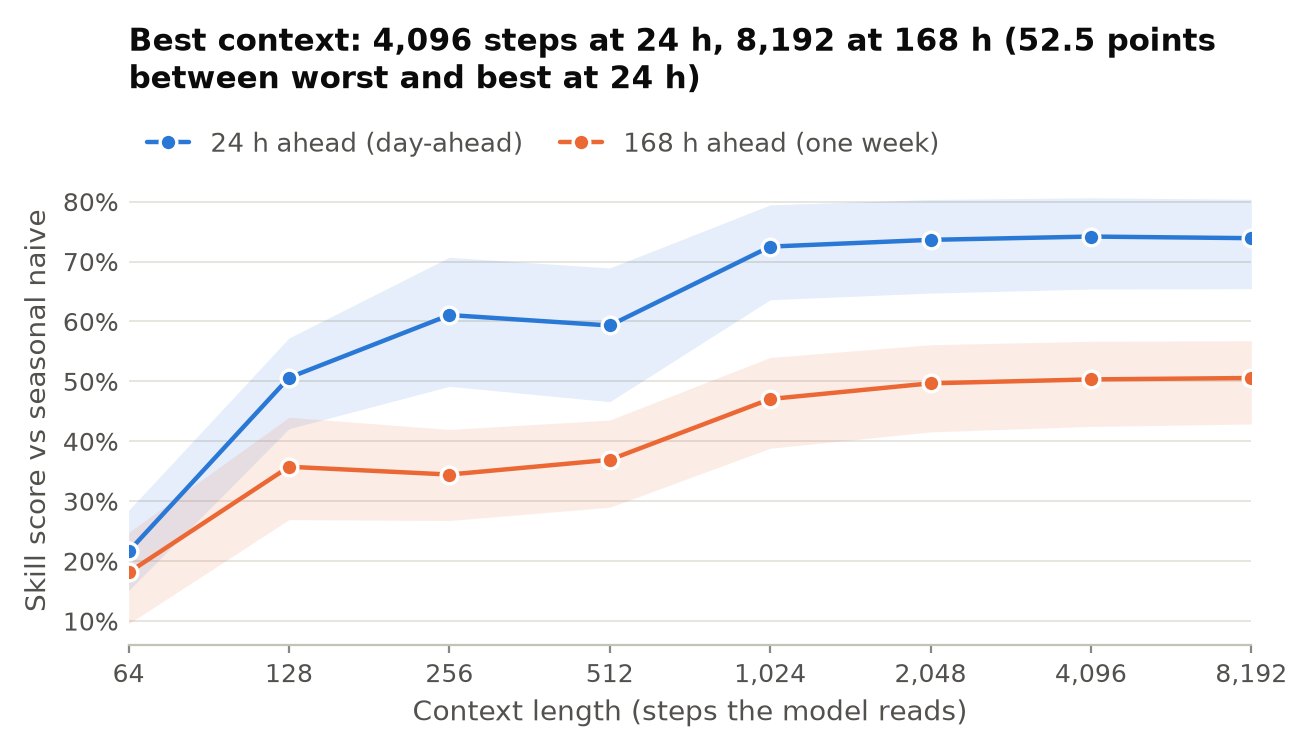 Best context: 4,096 steps at 24 h, 8,192 at 168 h (52.5 points
between worst and best at 24 h)
24 h ahead (day-ahead)
168 h ahead (one week)
Skill score vs seasonal naive
80%
70%
60%
50%
40%
30%
20%
10%
64
128
256
512
1,024
2,048
4,096
8,192
Context length (steps the model reads)